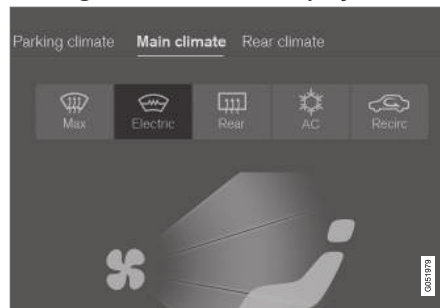 Parking climate Main climate Rear climate
Max Electric Rear AC Recirc
G051979